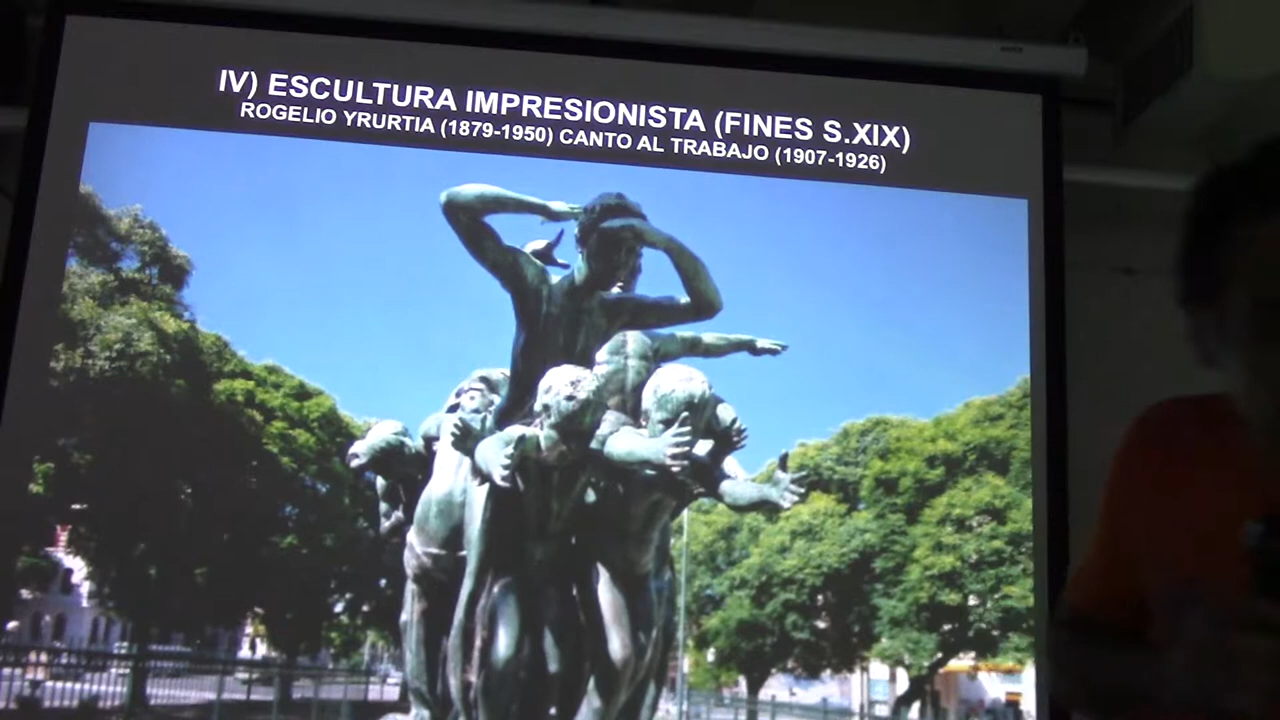 IV) ESCULTURA IMPRESIONISTA (FINES S.XIX)
ROGELIO YRURTIA (1879-1950) CANTO AL TRABAJO (1907-1926)